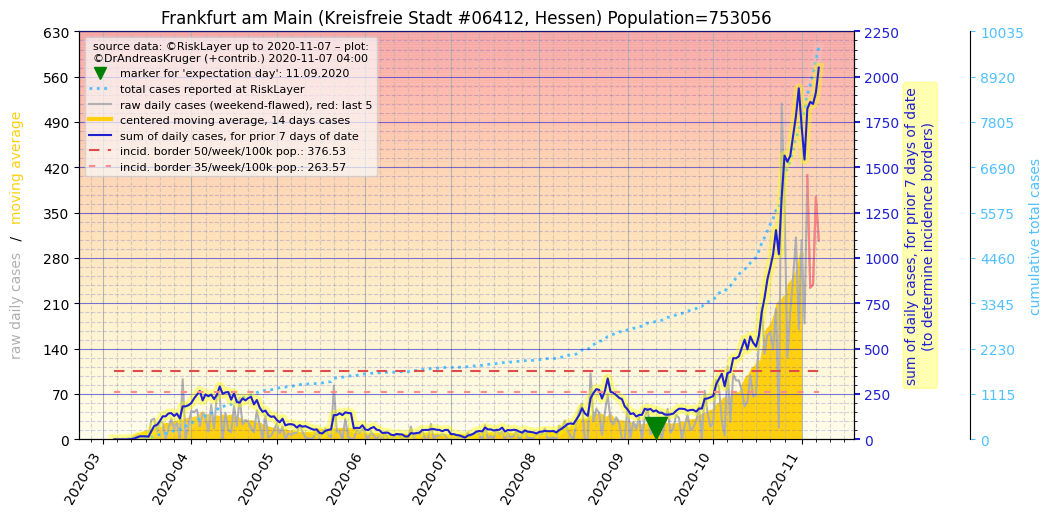 Frankfurt am Main (Kreisfreie Stadt #06412, Hessen) Population=753056
source data: ©RiskLayer up to 2020-11-07 – plot:
©DrAndreasKruger (+contrib.) 2020-11-07 04:00
marker for 'expectation day': 11.09.2020
total cases reported at RiskLayer
raw daily cases (weekend-flawed), red: last 5
centered moving average, 14 days cases
sum of daily cases, for prior 7 days of date
incid. border 50/week/100k pop.: 376.53
incid. border 35/week/100k pop.: 263.57
raw daily cases / moving average
630
560
490
420
350
280
210
140
70
0
2250
2000
1750
1500
1250
1000
750
500
250
0
sum of daily cases, for prior 7 days of date
(to determine incidence borders)
10035
8920
7805
6690
5575
4460
3345
2230
1115
0
cumulative total cases
2020-03
2020-04
2020-05
2020-06
2020-07
2020-08
2020-09
2020-10
2020-11